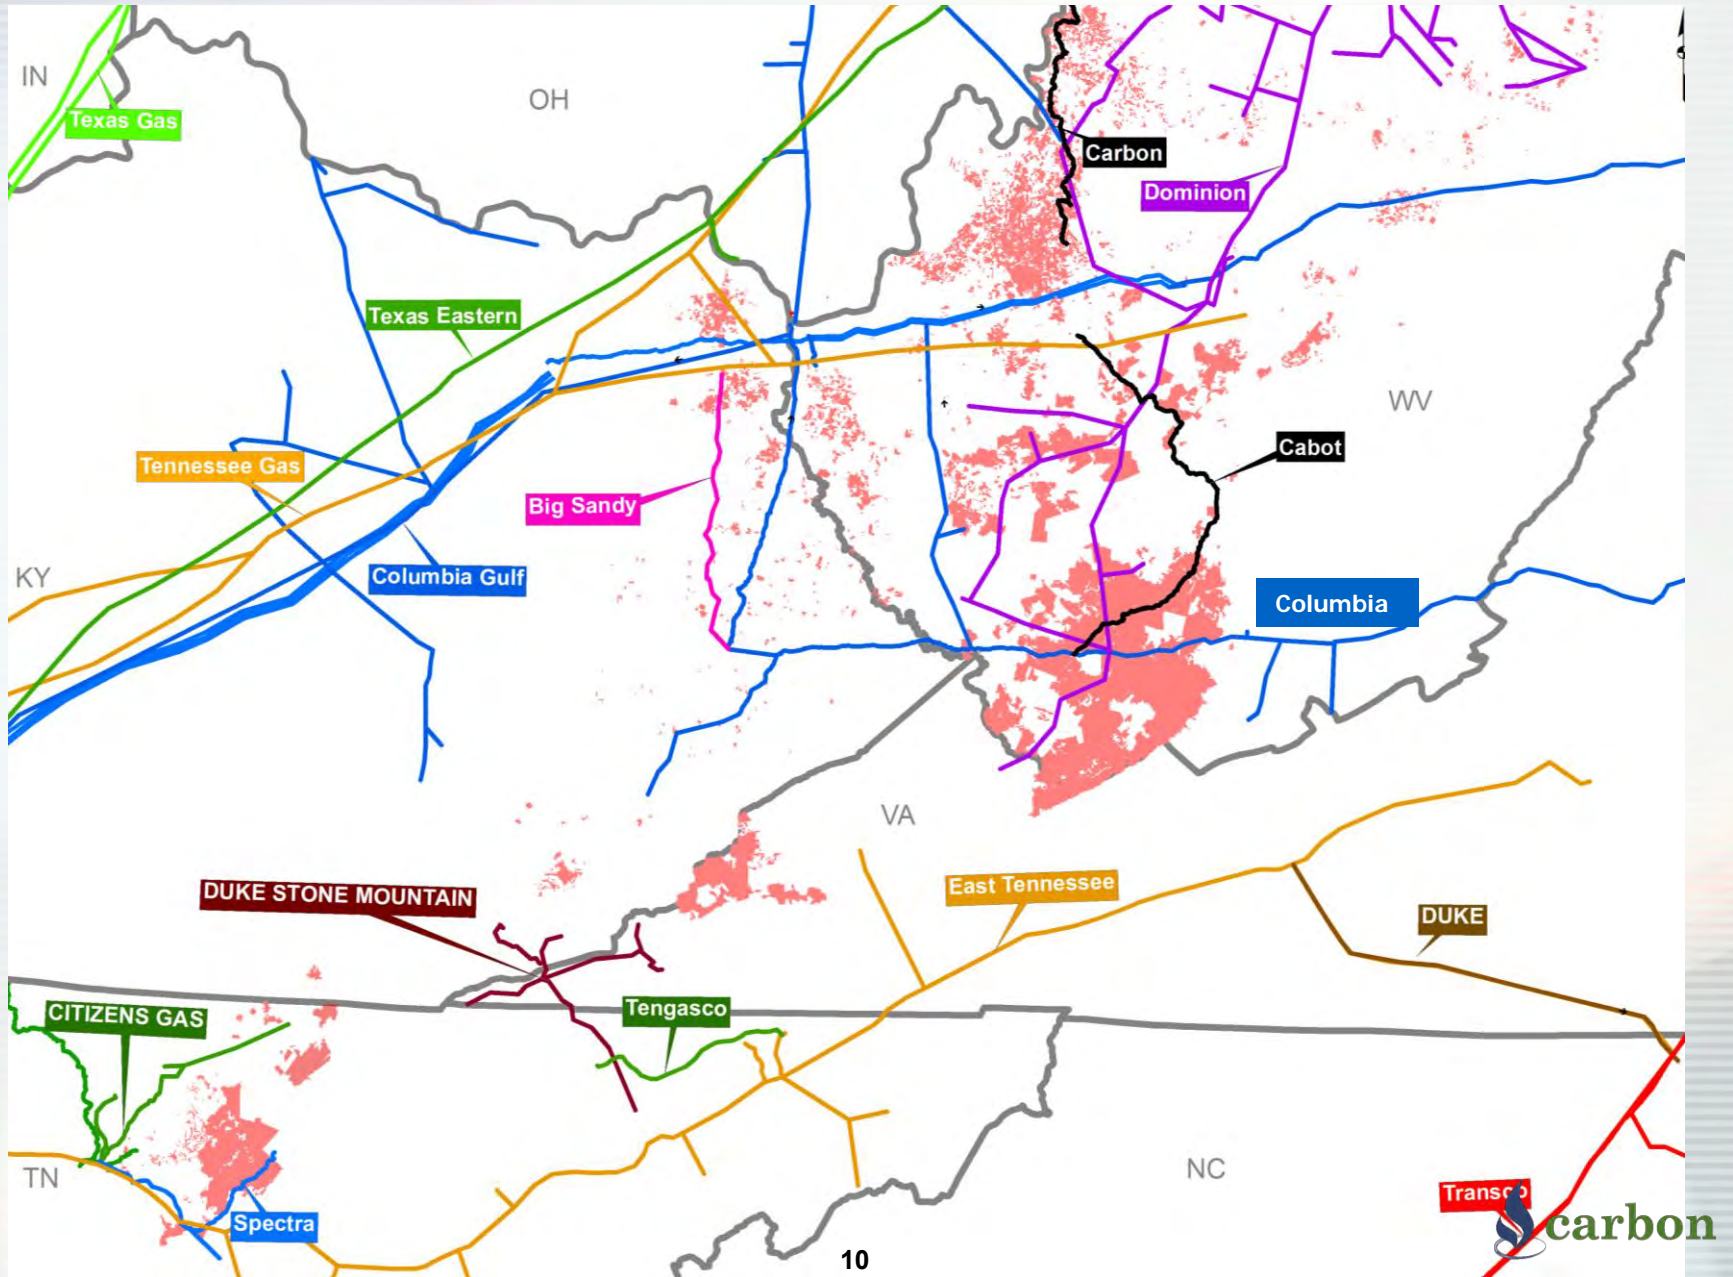 IN
OH
Texas Gas
Carbon
Dominion
Texas Eastern
WV
Tennessee Gas
Cabot
Big Sandy
KY
Columbia Gulf
Columbia
VA
DUKE STONE MOUNTAIN
East Tennessee
DUKE
CITIZENS GAS
Tengasco
TN
NC
Transco
Spectra
carbon
10